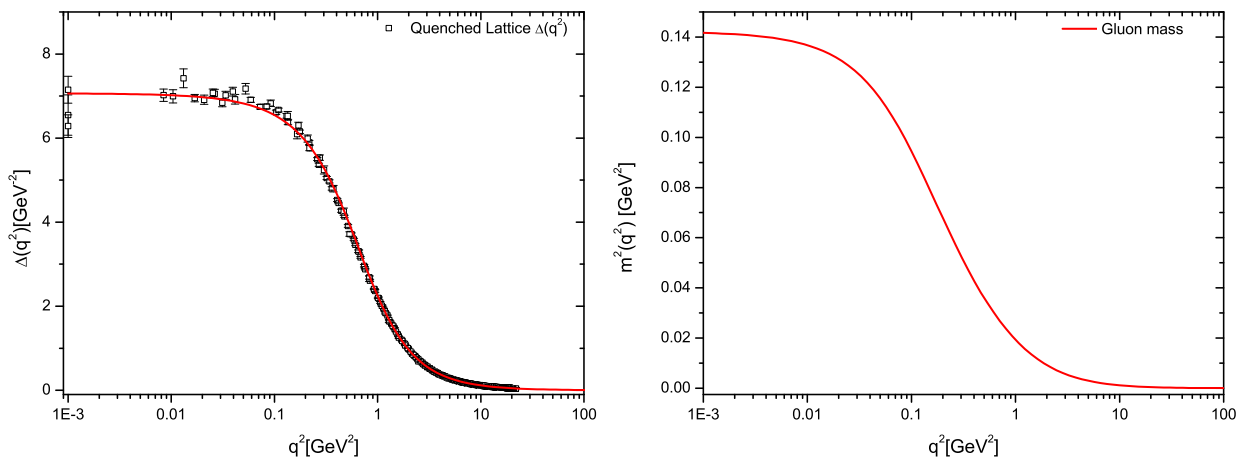 Quenched Lattice Δ(q²)
8
6
4
2
0
Δ(q²)[GeV⁻²]
1E-3 0.01 0.1 1 10 100
q²[GeV²]
Gluon mass
0.14
0.12
0.10
0.08
0.06
0.04
0.02
0.00
m²(q²) [GeV²]
1E-3 0.01 0.1 1 10 100
q²[GeV²]